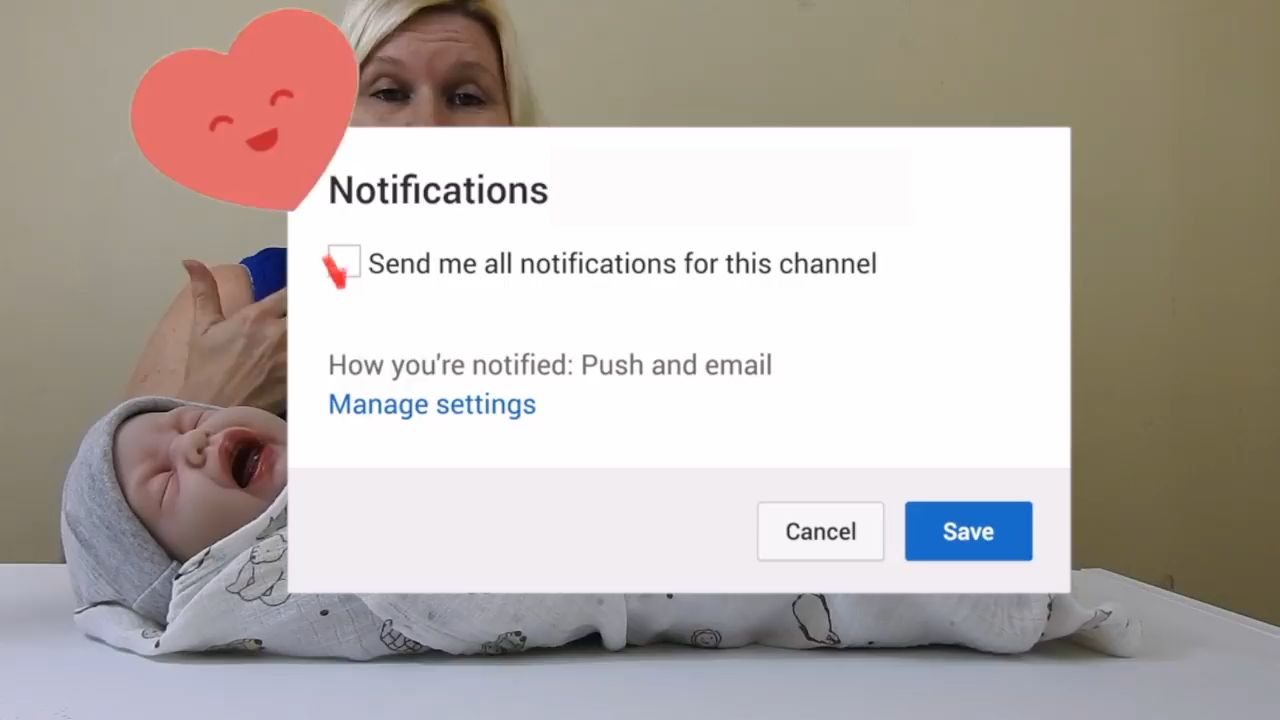 Notifications
Send me all notifications for this channel
How you're notified: Push and email
Manage settings
Cancel
Save